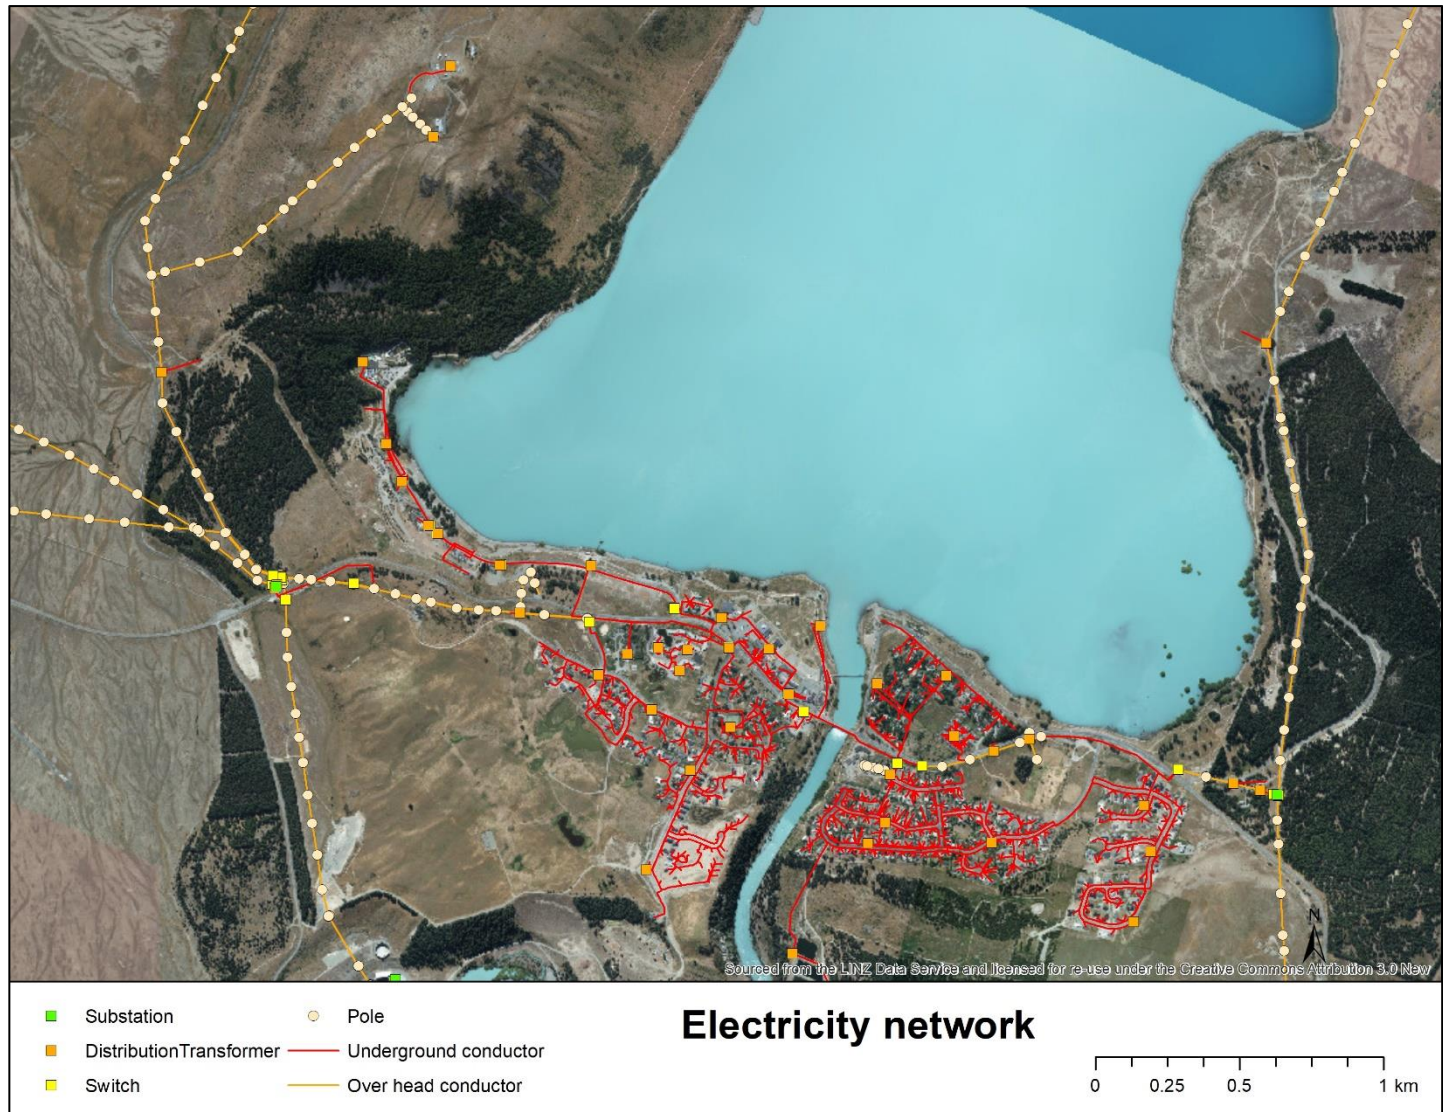 N
Sourced from the LINZ Data Service and licensed for re-use under the Creative Commons Attribution 3.0 New
Substation
Pole
Electricity network
DistributionTransformer
Underground conductor
Switch
Over head conductor
0 0.25 0.5 1 km